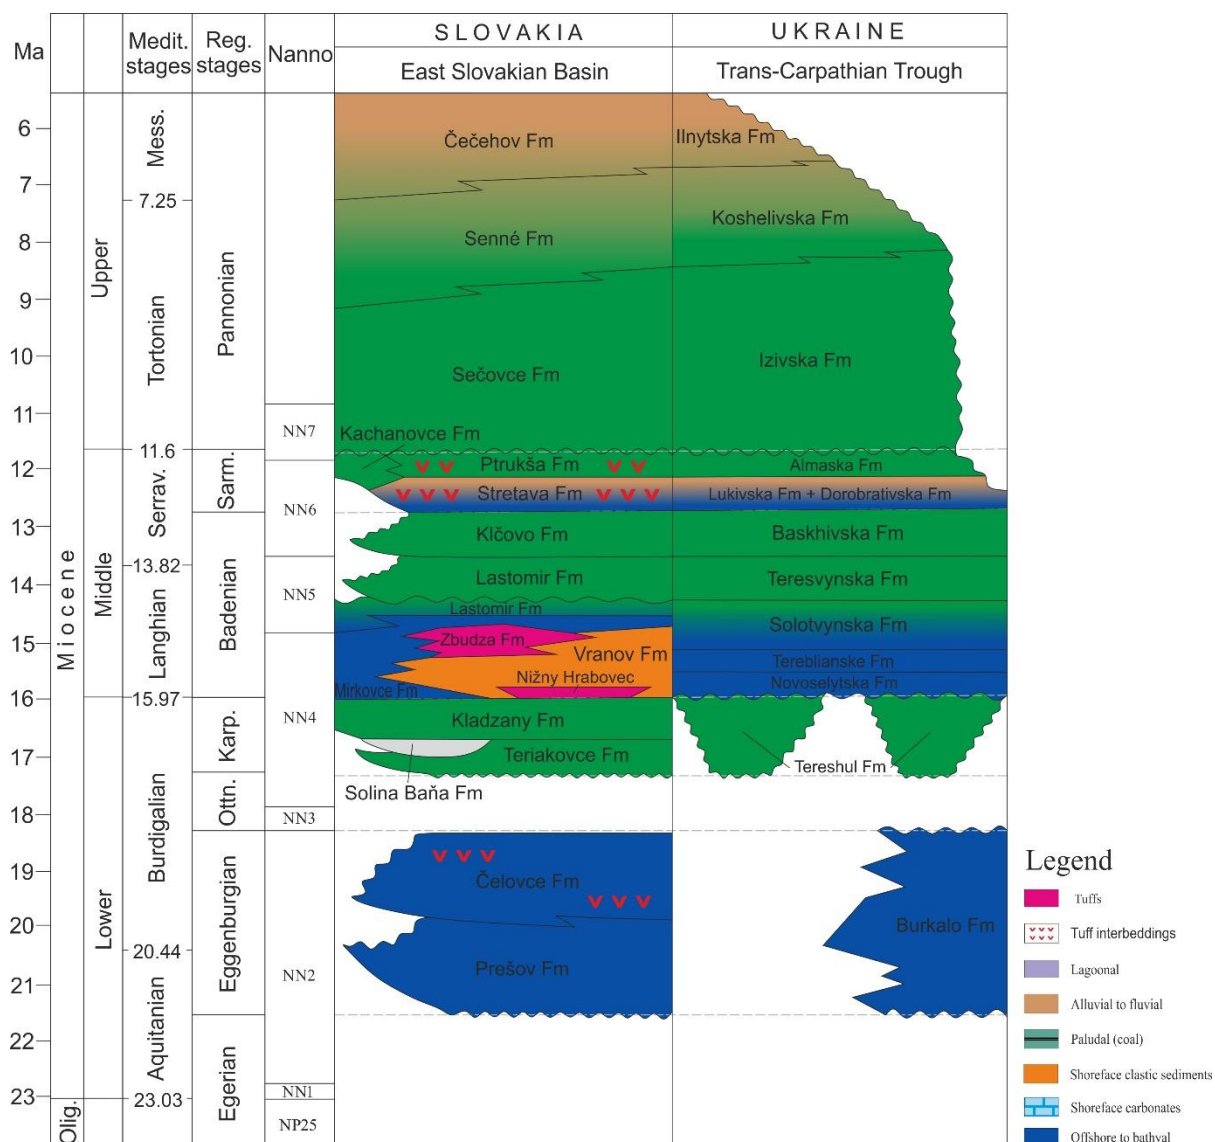 Ma
Medit.
stages
Reg.
stages
Nanno
SLOVAKIA
UKRAINE
East Slovakian Basin
Trans-Carpathian Trough
6
7
8
9
10
11
12
13
14
15
16
17
18
19
20
21
22
23
Miocene
Olig.
Upper
Middle
Lower
Mess.
7.25
Tortonian
11.6
Serrav.
13.82
Langhian
15.97
Burdigalian
20.44
Aquitanian
23.03
Pannonian
Sarm.
Badenian
Karp.
Ottn.
Eggenburgian
Egerian
NN7
NN6
NN5
NN4
NN3
NN2
NN1
NP25
Čečehov Fm
Senné Fm
Sečovce Fm
Kachanovce Fm
Ptrukša Fm
Stretava Fm
Klčovo Fm
Lastomir Fm
Lastomir Fm
Zbudza Fm
Vranov Fm
Nižny Hrabovec
Mirkovce Fm
Kladzany Fm
Teriakovce Fm
Solina Baňa Fm
Čelovce Fm
Prešov Fm
Ilnytska Fm
Koshelivska Fm
Izivska Fm
Almaska Fm
Lukivska Fm + Dorobrativska Fm
Baskhivska Fm
Teresvynska Fm
Solotvynska Fm
Tereblianske Fm
Novoselytska Fm
Tereshul Fm
Burkalo Fm
Legend
Tuffs
Tuff interbeddings
Lagoonal
Alluvial to fluvial
Paludal (coal)
Shoreface clastic sediments
Shoreface carbonates
Offshore to bathyal